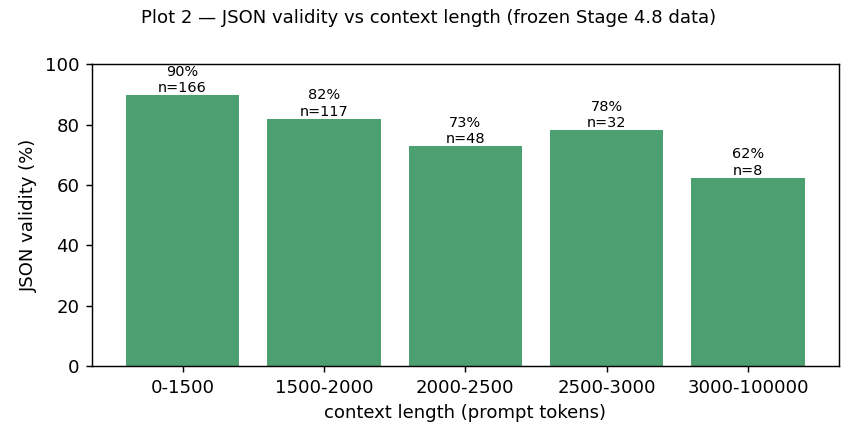 Plot 2 — JSON validity vs context length (frozen Stage 4.8 data)
JSON validity (%)
100
80
60
40
20
0
90%
n=166
82%
n=117
73%
n=48
78%
n=32
62%
n=8
0-1500
1500-2000
2000-2500
2500-3000
3000-100000
context length (prompt tokens)